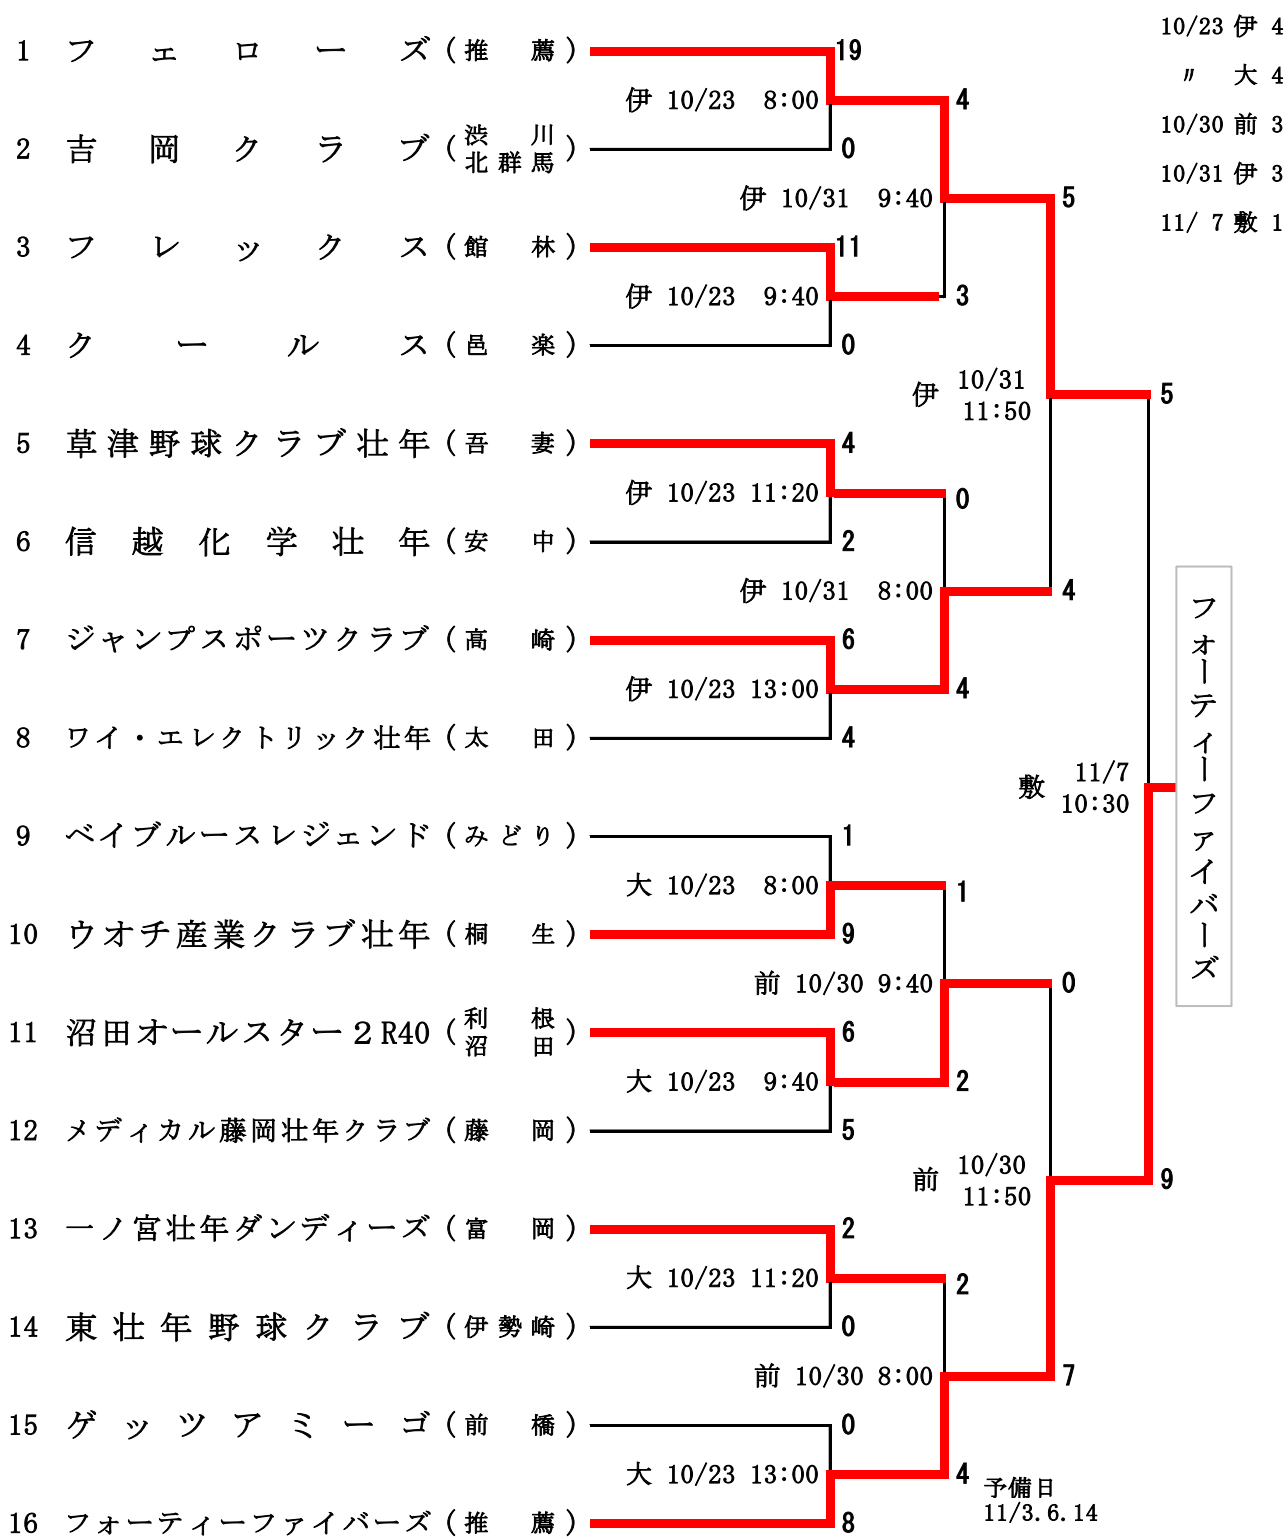 10/23 伊 4
〃 大 4
10/30 前 3
10/31 伊 3
11/ 7 敷 1
1 フェローズ(推薦) 19
伊 10/23 8:00 4
2 吉岡クラブ(渋川北群馬) 0
伊 10/31 9:40 5
3 フレックス(館林) 11
伊 10/23 9:40 3
4 クールス(邑楽) 0
伊 10/31 11:50 5
5 草津野球クラブ壮年(吾妻) 4
伊 10/23 11:20 0
6 信越化学壮年(安中) 2
伊 10/31 8:00 4
7 ジャンプスポーツクラブ(高崎) 6
伊 10/23 13:00 4
8 ワイ・エレクトリック壮年(太田) 4
敷 11/7 10:30
フォーティーファイバーズ
9 ベイブルースレジェンド(みどり) 1
大 10/23 8:00 1
10 ウオチ産業クラブ壮年(桐生) 9
前 10/30 9:40 0
11 沼田オールスター2R40(利根沼田) 6
大 10/23 9:40 2
12 メディカル藤岡壮年クラブ(藤岡) 5
前 10/30 11:50 9
13 一ノ宮壮年ダンディーズ(富岡) 2
大 10/23 11:20 2
14 東壮年野球クラブ(伊勢崎) 0
前 10/30 8:00 7
15 ゲッツアミーゴ(前橋) 0
大 10/23 13:00 4
16 フォーティーファイバーズ(推薦) 8
予備日
11/3.6.14